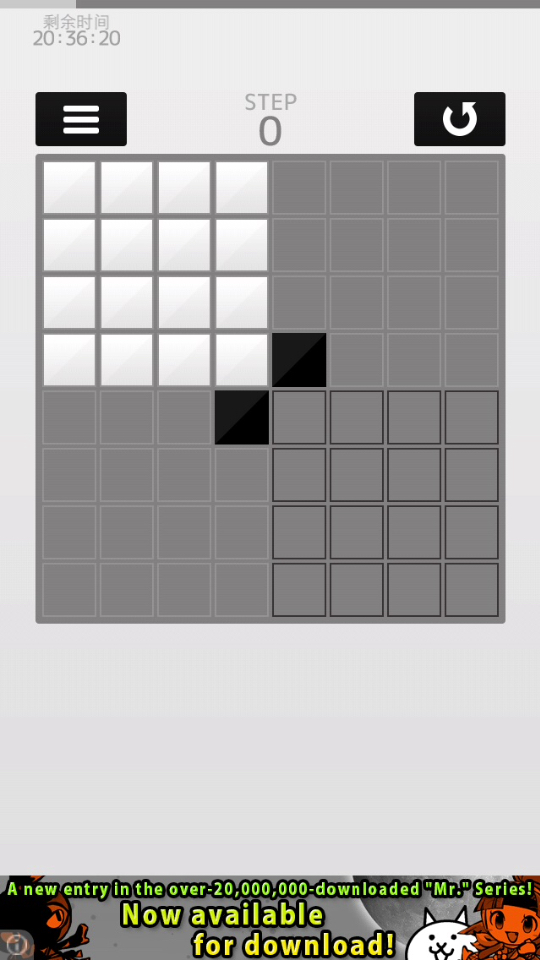 剩余时间
20:36:20
STEP
0
A new entry in the over-20,000,000-downloaded "Mr." Series!
Now available
for download!